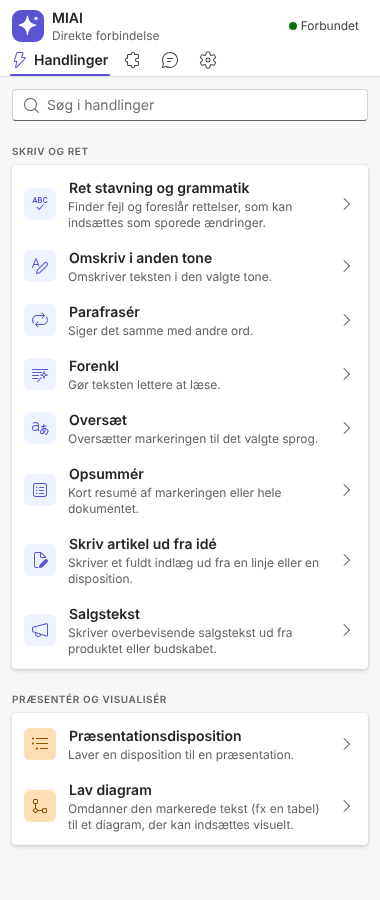 MIAI
Direkte forbindelse
Forbundet
Handlinger
Søg i handlinger
SKRIV OG RET
ABC
Ret stavning og grammatik
Finder fejl og foreslår rettelser, som kan
indsættes som sporede ændringer.
Omskriv i anden tone
Omskriver teksten i den valgte tone.
Parafrasér
Siger det samme med andre ord.
Forenkl
Gør teksten lettere at læse.
Oversæt
Oversætter markeringen til det valgte sprog.
Opsummér
Kort resumé af markeringen eller hele
dokumentet.
Skriv artikel ud fra idé
Skriver et fuldt indlæg ud fra en linje eller en
disposition.
Salgstekst
Skriver overbevisende salgstekst ud fra
produktet eller budskabet.
PRÆSENTÉR OG VISUALISÉR
Præsentationsdisposition
Laver en disposition til en præsentation.
Lav diagram
Omdanner den markerede tekst (fx en tabel)
til et diagram, der kan indsættes visuelt.